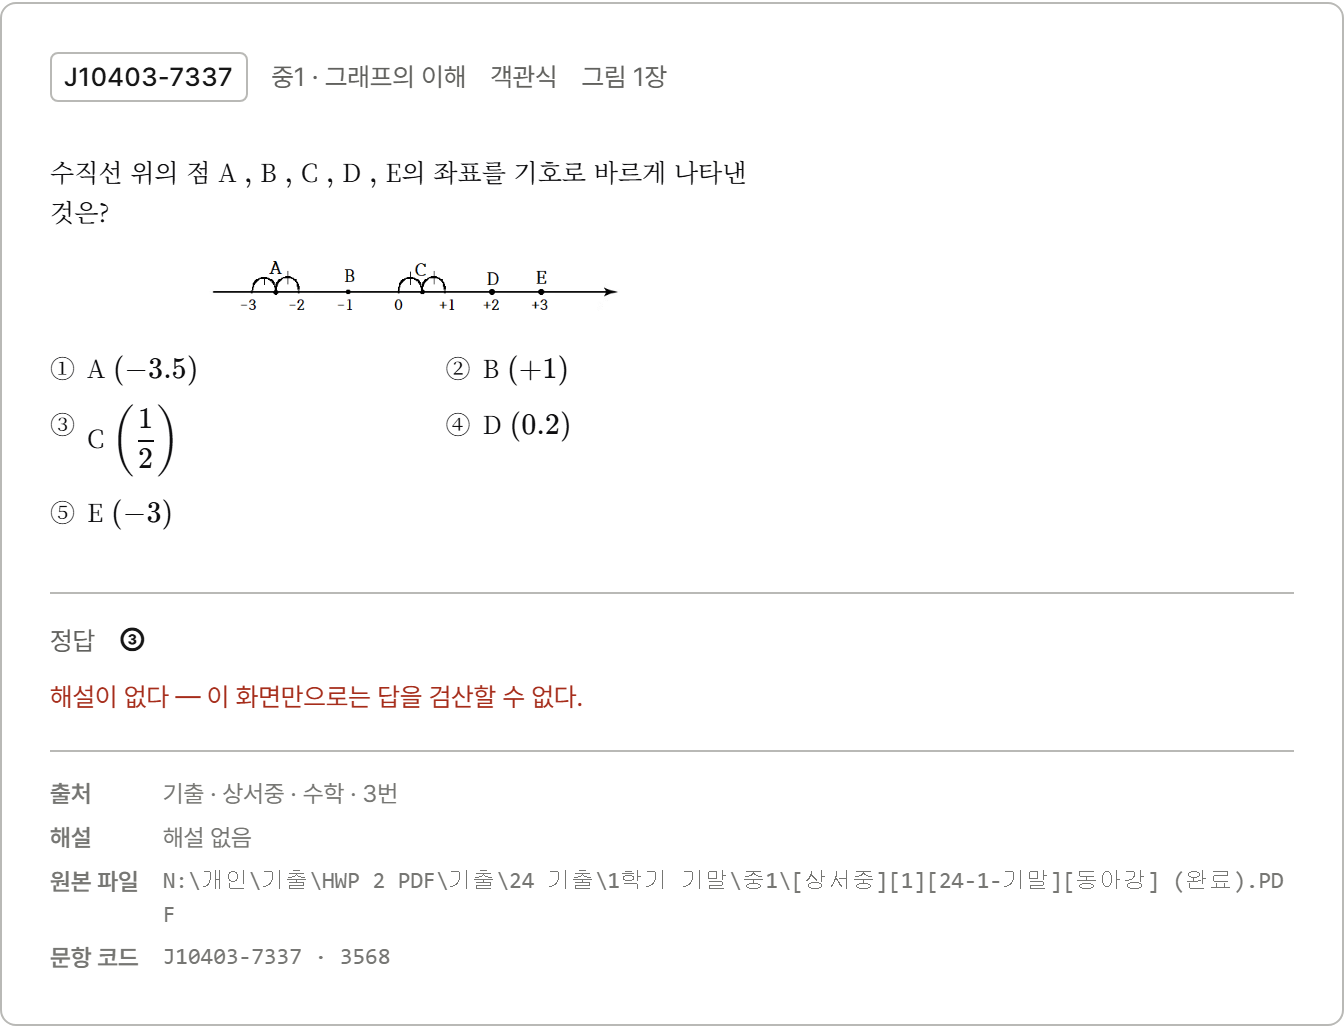 J10403-7337 중1 · 그래프의 이해 객관식 그림 1장
수직선 위의 점 A , B , C , D , E의 좌표를 기호로 바르게 나타낸
것은?
A B C D E
-3 -2 -1 0 +1 +2 +3
① A (−3.5) ② B (+1)
③ C (1/2) ④ D (0.2)
⑤ E (−3)
정답 ③
해설이 없다 — 이 화면만으로는 답을 검산할 수 없다.
출처 기출 · 상서중 · 수학 · 3번
해설 해설 없음
원본 파일 N:\개인\기출\HWP 2 PDF\기출\24 기출\1학기 기말\중1\[상서중][1][24-1-기말][동아강] (완료).PD
F
문항 코드 J10403-7337 · 3568